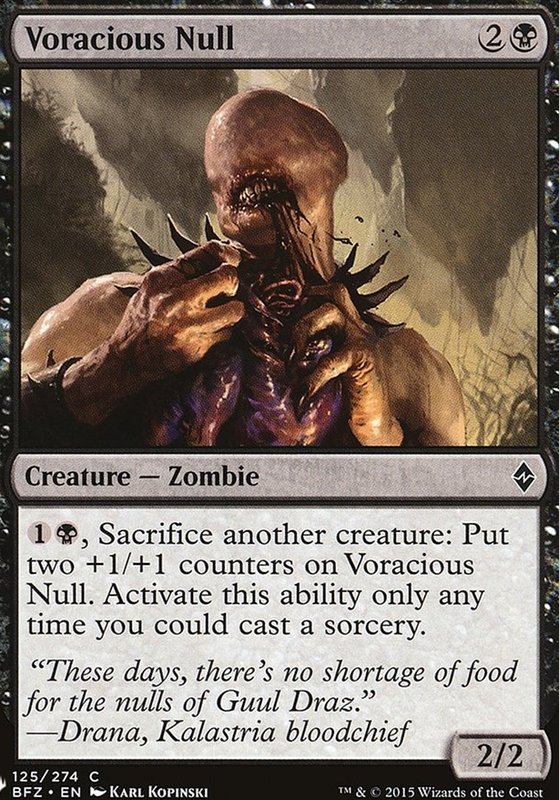 Voracious Null 2
Creature — Zombie
1, Sacrifice another creature: Put
two +1/+1 counters on Voracious
Null. Activate this ability only any
time you could cast a sorcery.
“These days, there’s no shortage of food
for the nulls of Guul Draz.”
—Drana, Kalastria bloodchief
2/2
125/274 C
BFZ • EN Karl Kopinski
™ & © 2015 Wizards of the Coast